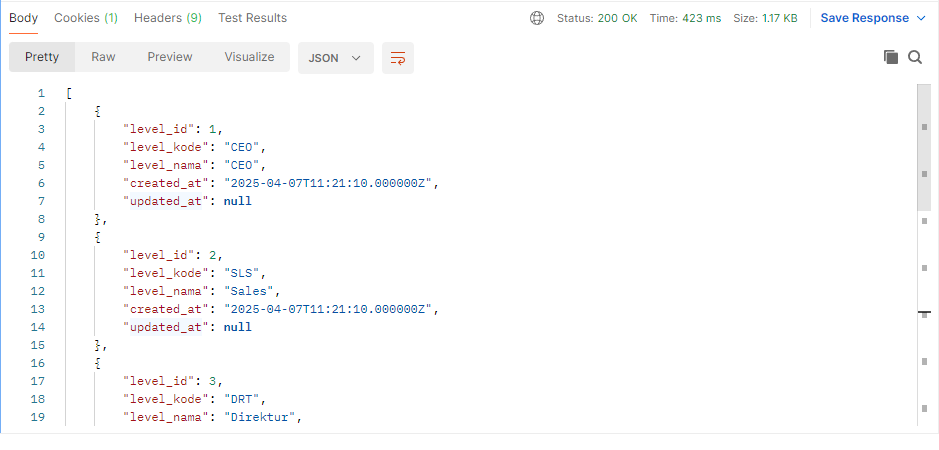 Body Cookies (1) Headers (9) Test Results Status: 200 OK Time: 423 ms Size: 1.17 KB Save Response
Pretty Raw Preview Visualize JSON
1 [
2 {
3 "level_id": 1,
4 "level_kode": "CEO",
5 "level_nama": "CEO",
6 "created_at": "2025-04-07T11:21:10.000000Z",
7 "updated_at": null
8 },
9 {
10 "level_id": 2,
11 "level_kode": "SLS",
12 "level_nama": "Sales",
13 "created_at": "2025-04-07T11:21:10.000000Z",
14 "updated_at": null
15 },
16 {
17 "level_id": 3,
18 "level_kode": "DRT",
19 "level_nama": "Direktur",